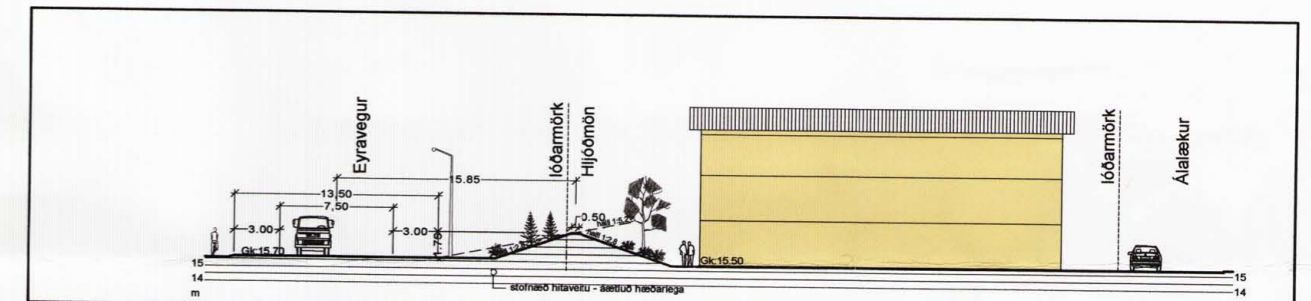 Eyravegur
lóðarmörk
Hljóðmön
lóðarmörk
Álalækur
15.85
13.50
7.50
3.00
3.00
1.75
0.50
Gk:15.70
Gk:15.50
15
14
m
15
14
stofnæð hitaveitu - áætluð hæðarlega